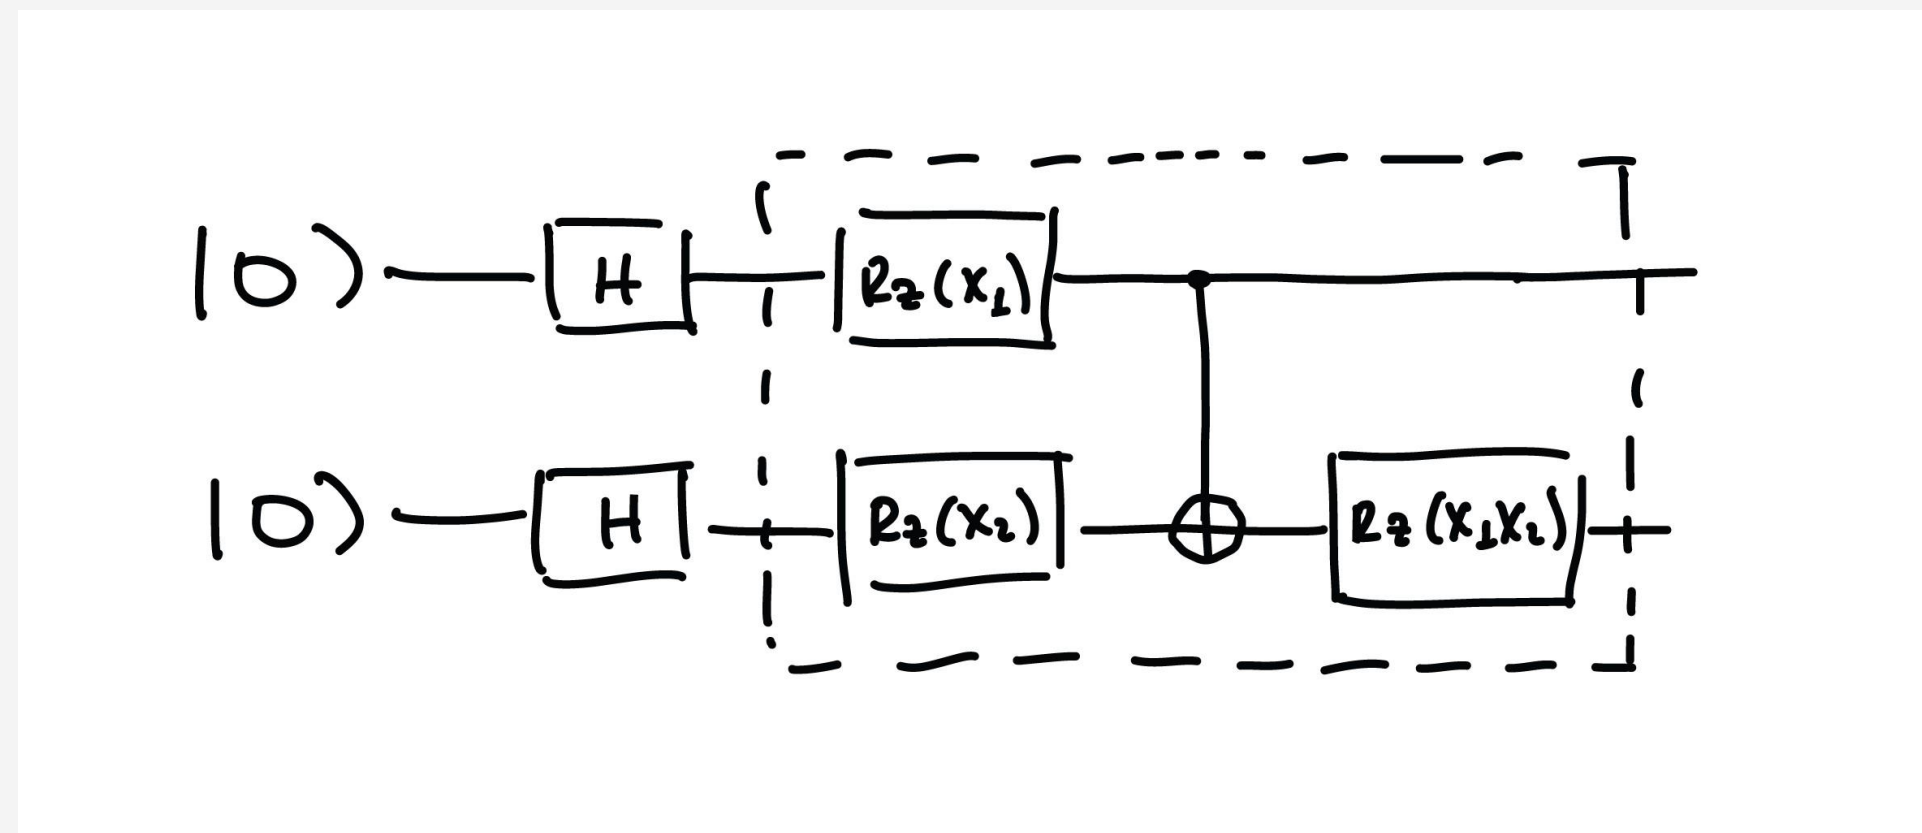 |0⟩ H Rz(x₁)
|0⟩ H Rz(x₂) Rz(x₁x₂)